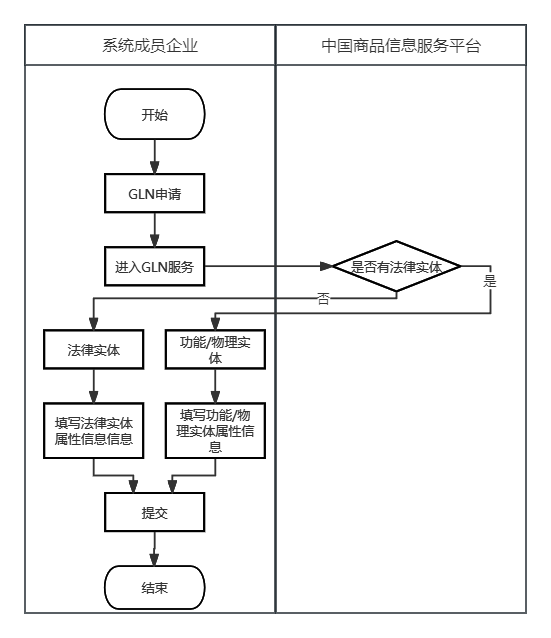 系统成员企业
中国商品信息服务平台
开始
GLN申请
进入GLN服务
是否有法律实体
是
否
法律实体
功能/物理实
体
填写法律实体
属性信息信息
填写功能/物
理实体属性信
息
提交
结束